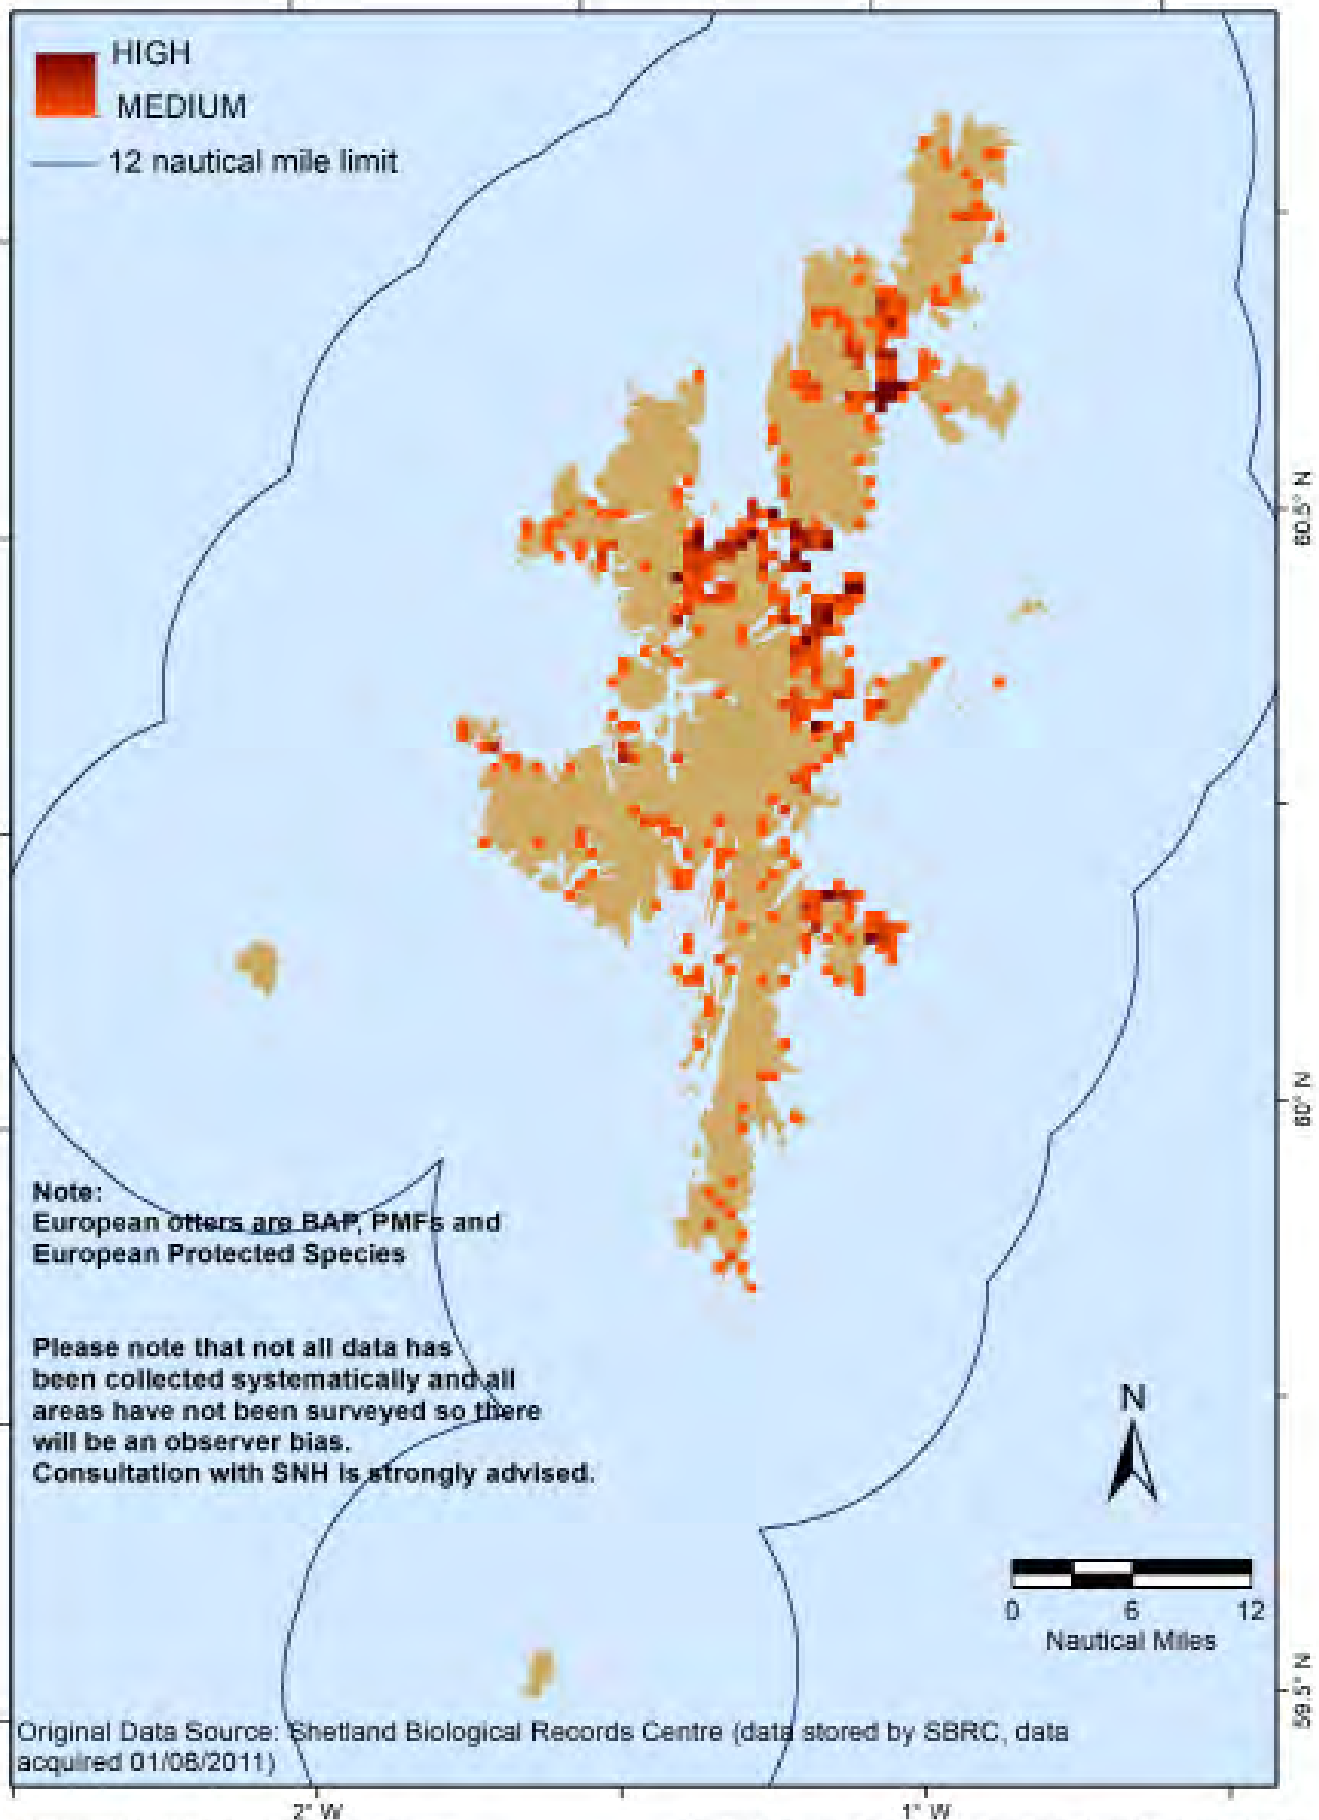 HIGH
MEDIUM
12 nautical mile limit
60.5° N
60° N
Note:
European otters are BAP, PMFs and
European Protected Species
Please note that not all data has
been collected systematically and all
areas have not been surveyed so there
will be an observer bias.
Consultation with SNH is strongly advised.
N
0 6 12
Nautical Miles
59.5° N
Original Data Source: Shetland Biological Records Centre (data stored by SBRC, data
acquired 01/08/2011)
2° W 1° W